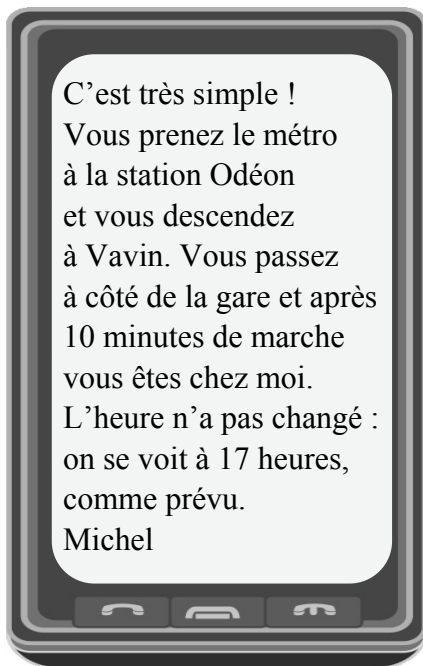 C’est très simple !
Vous prenez le métro
à la station Odéon
et vous descendez
à Vavin. Vous passez
à côté de la gare et après
10 minutes de marche
vous êtes chez moi.
L’heure n’a pas changé :
on se voit à 17 heures,
comme prévu.
Michel